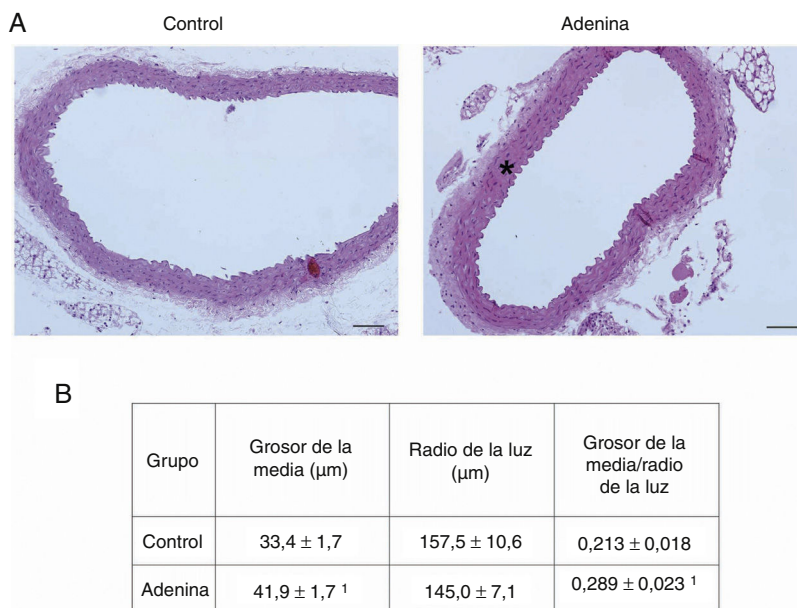 A
Control
Adenina
*
B
Grupo
Grosor de la
media (μm)
Radio de la luz
(μm)
Grosor de la
media/radio
de la luz
Control
33,4 ± 1,7
157,5 ± 10,6
0,213 ± 0,018
Adenina
41,9 ± 1,7 ¹
145,0 ± 7,1
0,289 ± 0,023 ¹